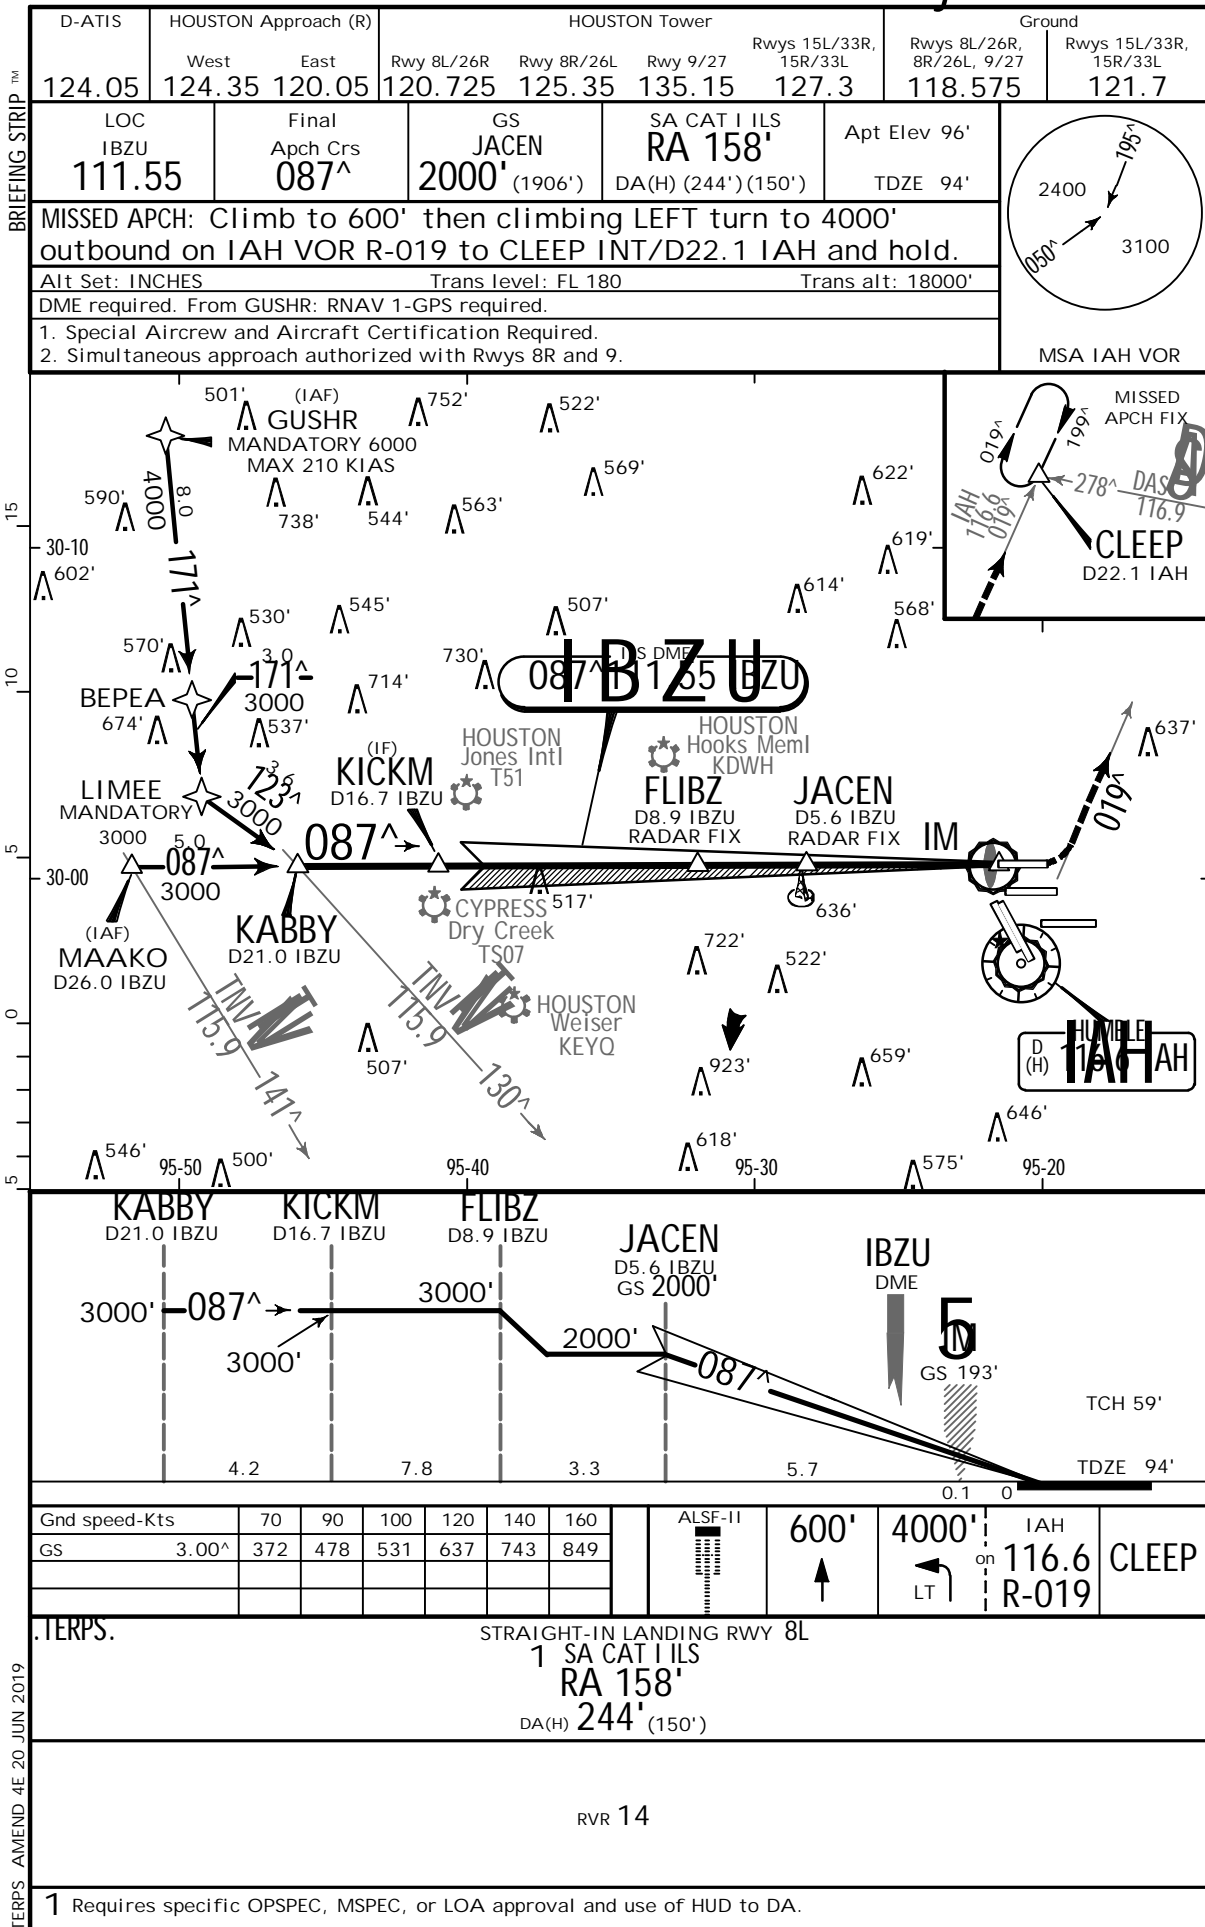 D-ATIS
124.05
HOUSTON Approach (R)
West East
124.35 120.05
HOUSTON Tower
Rwy 8L/26R Rwy 8R/26L Rwy 9/27 Rwys 15L/33R, 15R/33L
120.725 125.35 135.15 127.3
Ground
Rwys 8L/26R, 8R/26L, 9/27
118.575
Rwys 15L/33R, 15R/33L
121.7
BRIEFING STRIP TM
LOC
IBZU
111.55
Final
Apch Crs
087^
GS
JACEN
2000' (1906')
SA CAT I ILS
RA 158'
DA(H) (244') (150')
Apt Elev 96'
TDZE 94'
MISSED APCH: Climb to 600' then climbing LEFT turn to 4000'
outbound on IAH VOR R-019 to CLEEP INT/D22.1 IAH and hold.
Alt Set: INCHES Trans level: FL 180 Trans alt: 18000'
DME required. From GUSHR: RNAV 1-GPS required.
1. Special Aircrew and Aircraft Certification Required.
2. Simultaneous approach authorized with Rwys 8R and 9.
195^
2400
050^
3100
MSA IAH VOR
501'
(IAF)
GUSHR
MANDATORY 6000
MAX 210 KIAS
752'
522'
569'
622'
590'
738'
544'
563'
4000
8.0
171^
15
30-10
602'
619'
614'
568'
530'
545'
507'
570'
730'
10
BEPEA
3.0
171^
3000
714'
674'
537'
MISSED
APCH FIX
019^
199^
278^
DAS
116.9
IAH
116.6
019^
CLEEP
D22.1 IAH
ILS DME
087^ 111.55 IBZU
IBZU
HOUSTON
Jones Intl
T51
HOUSTON
Hooks Meml
KDWH
637'
LIMEE
MANDATORY
3000
3.6
123^
3000
(IF)
KICKM
D16.7 IBZU
FLIBZ
D8.9 IBZU
RADAR FIX
JACEN
D5.6 IBZU
RADAR FIX
IM
019^
5
30-00
5.0
087^
3000
087^
(IAF)
MAAKO
D26.0 IBZU
KABBY
D21.0 IBZU
CYPRESS
Dry Creek
TS07
517'
636'
722'
522'
TNV
115.9
141^
TNV
115.9
130^
HOUSTON
Weiser
KEYQ
0
507'
923'
659'
HUMBLE
D
(H)
116.6 IAH
IAH
646'
618'
575'
546'
500'
5
95-50 95-40 95-30 95-20
KABBY
D21.0 IBZU
KICKM
D16.7 IBZU
FLIBZ
D8.9 IBZU
JACEN
D5.6 IBZU
GS 2000'
IBZU
DME
5
IM
GS 193'
3000'
087^
3000'
3000'
2000'
087^
TCH 59'
TDZE 94'
4.2 7.8 3.3 5.7
0.1 0
Gnd speed-Kts 70 90 100 120 140 160
GS 3.00^ 372 478 531 637 743 849
ALSF-II
600'
4000'
LT
on
IAH
116.6
R-019
CLEEP
.TERPS.
STRAIGHT-IN LANDING RWY 8L
1 SA CAT I ILS
RA 158'
DA(H) 244' (150')
RVR 14
TERPS AMEND 4E 20 JUN 2019
1 Requires specific OPSPEC, MSPEC, or LOA approval and use of HUD to DA.